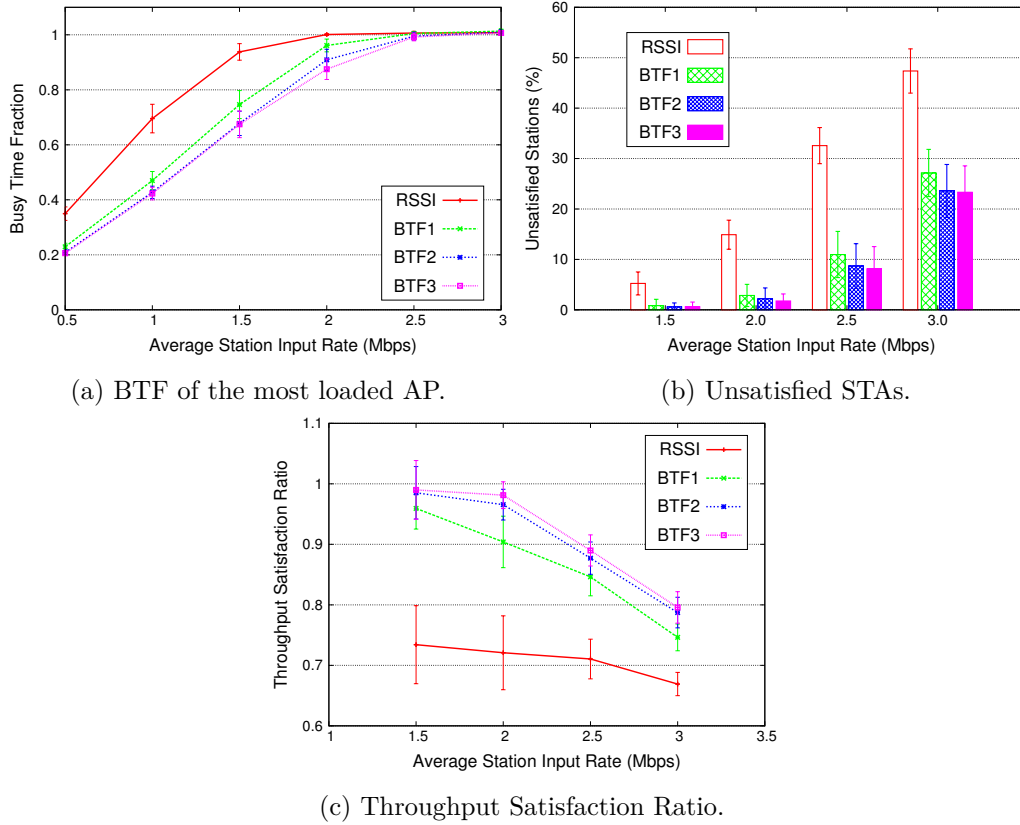 1
0.8
0.6
0.4
0.2
0
0.5
1
1.5
2
2.5
3
Busy Time Fraction
Average Station Input Rate (Mbps)
RSSI
BTF1
BTF2
BTF3
(a) BTF of the most loaded AP.
60
50
40
30
20
10
0
1.5
2.0
2.5
3.0
Unsatisfied Stations (%)
Average Station Input Rate (Mbps)
RSSI
BTF1
BTF2
BTF3
(b) Unsatisfied STAs.
1.1
1
0.9
0.8
0.7
0.6
1
1.5
2
2.5
3
3.5
Throughput Satisfaction Ratio
Average Station Input Rate (Mbps)
RSSI
BTF1
BTF2
BTF3
(c) Throughput Satisfaction Ratio.